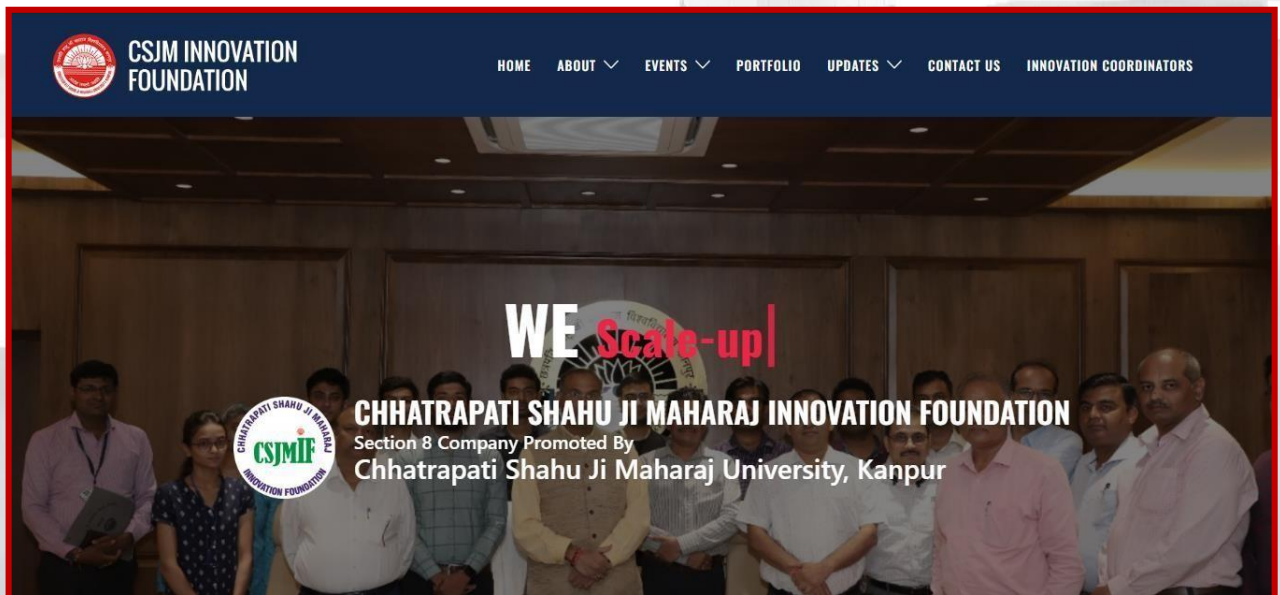 CSJM INNOVATION
FOUNDATION
HOME ABOUT EVENTS PORTFOLIO UPDATES CONTACT US INNOVATION COORDINATORS
WE Scale-up|
CHHATRAPATI SHAHU JI MAHARAJ
CSJMIF
INNOVATION FOUNDATION
CHHATRAPATI SHAHU JI MAHARAJ INNOVATION FOUNDATION
Section 8 Company Promoted By
Chhatrapati Shahu Ji Maharaj University, Kanpur